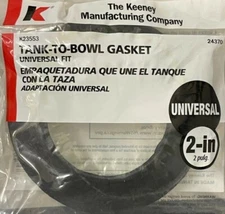 The Keeney
Manufacturing Company
K
K23553
24370
TANK-TO-BOWL GASKET
UNIVERSAL FIT
EMPAQUETADURA QUE UNE EL TANQUE
CON LA TAZA
ADAPTACIÓN UNIVERSAL
UNIVERSAL
2-in
2 pulg